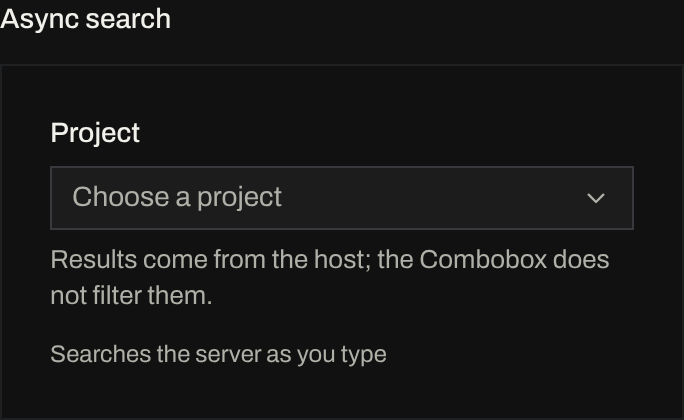 Async search
Project
Choose a project
Results come from the host; the Combobox does
not filter them.
Searches the server as you type